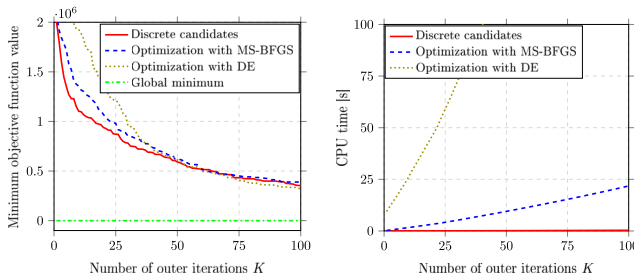 ·10^6
2
1.5
1
0.5
0
0
25
50
75
100
Minimum objective function value
Number of outer iterations K
Discrete candidates
Optimization with MS-BFGS
Optimization with DE
Global minimum
100
75
50
25
0
0
25
50
75
100
CPU time [s]
Number of outer iterations K
Discrete candidates
Optimization with MS-BFGS
Optimization with DE